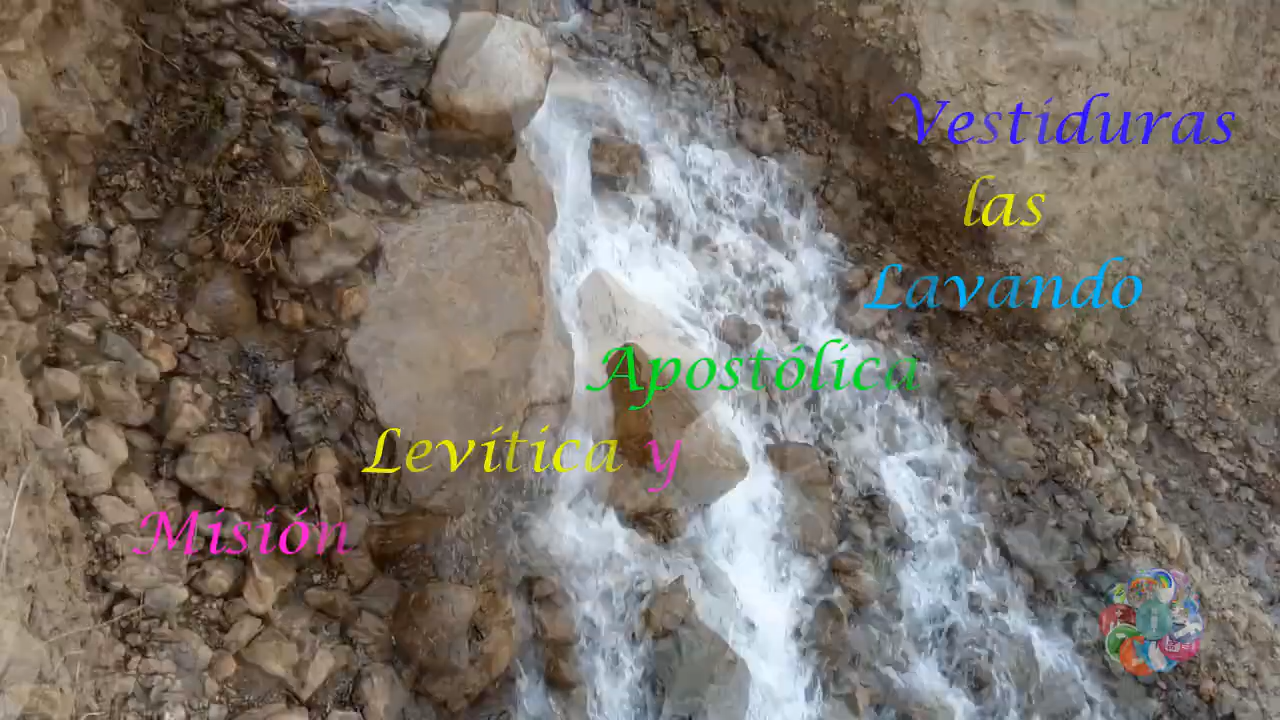 Vestiduras
las
Lavando
Apostólica
Levítica y
Misión